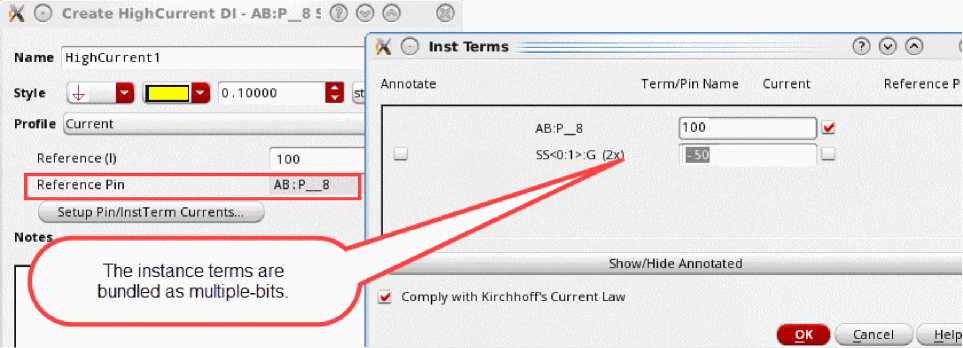 Create HighCurrent DI - AB:P__8 S
Name HighCurrent1
Style 0.10000 st
Profile Current
Reference (I) 100
Reference Pin AB:P__8
Setup Pin/InstTerm Currents...
Notes
The instance terms are
bundled as multiple-bits.
Inst Terms
Annotate Term/Pin Name Current Reference P
AB:P__8 100
SS<0:1>:G (2x) -50
Show/Hide Annotated
Comply with Kirchhoff's Current Law
OK Cancel Help